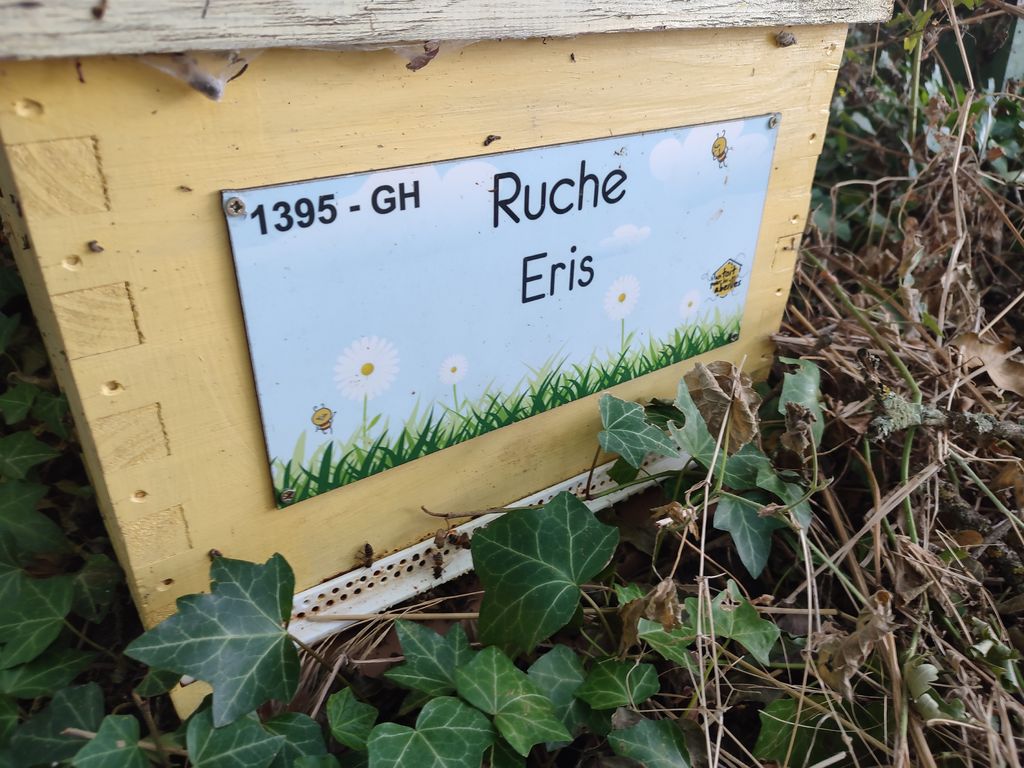 1395 - GH
Ruche
Eris